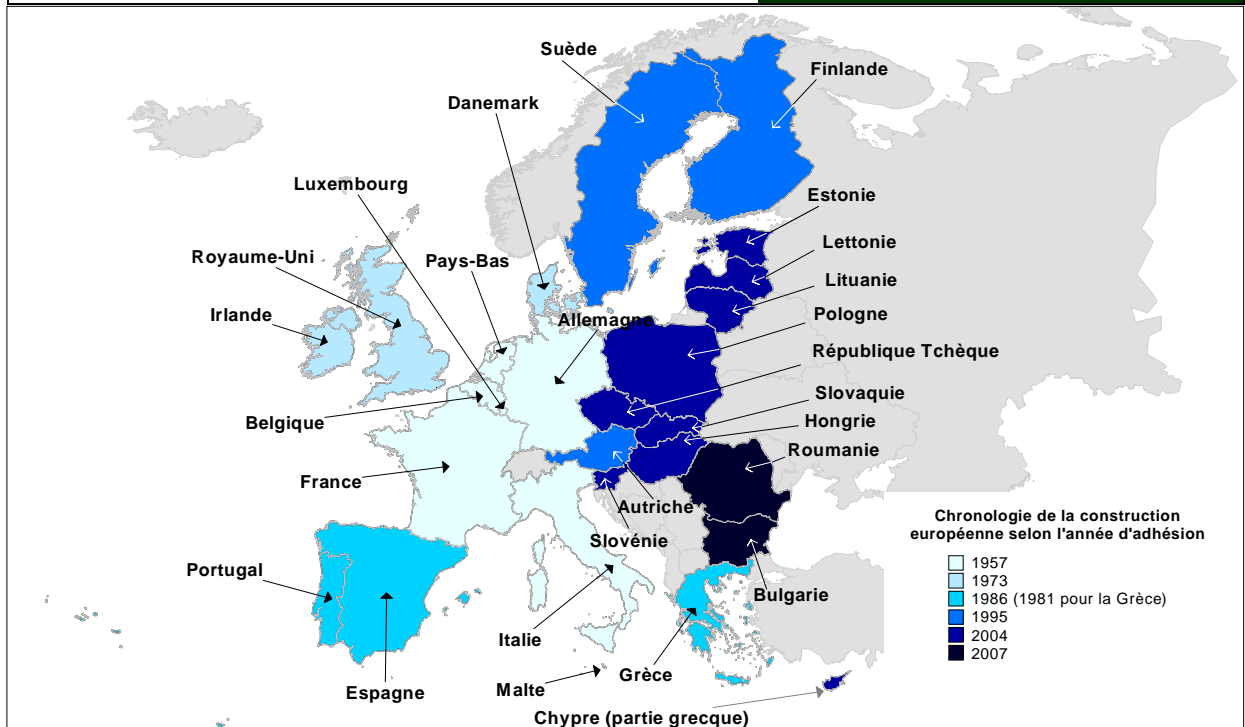 Suède
Finlande
Danemark
Luxembourg
Estonie
Royaume-Uni
Pays-Bas
Lettonie
Lituanie
Irlande
Allemagne
Pologne
République Tchèque
Slovaquie
Belgique
Hongrie
Roumanie
France
Autriche
Slovénie
Chronologie de la construction
européenne selon l'année d'adhésion
1957
1973
1986 (1981 pour la Grèce)
1995
2004
2007
Portugal
Bulgarie
Italie
Grèce
Espagne
Malte
Chypre (partie grecque)